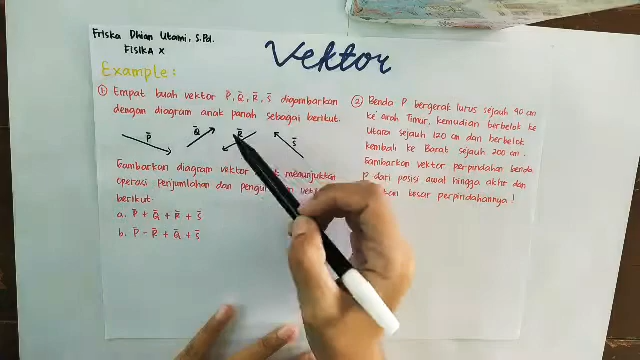 Friska Dhian Utami, S.Pd.
FISIKA X
Vektor
Example :
① Empat buah vektor P̄, Q̄, R̄, S̄ digambarkan
dengan diagram anak panah sebagai berikut.
P̄ Q̄ R̄ S̄
Gambarkan diagram vektor menunjukkan
operasi penjumlahan dan
berikut:
a. P̄ + Q̄ + R̄ + S̄
b. P̄ - R̄ + Q̄ + S̄
② Benda P bergerak lurus sejauh 40 cm
ke arah Timur, kemudian berbelok ke
Utara sejauh 120 cm dan berbelok
kembali ke Barat sejauh 200 cm.
Gambarkan vektor perpindahan benda
P dari posisi awal hingga akhir dan
besar perpindahannya !